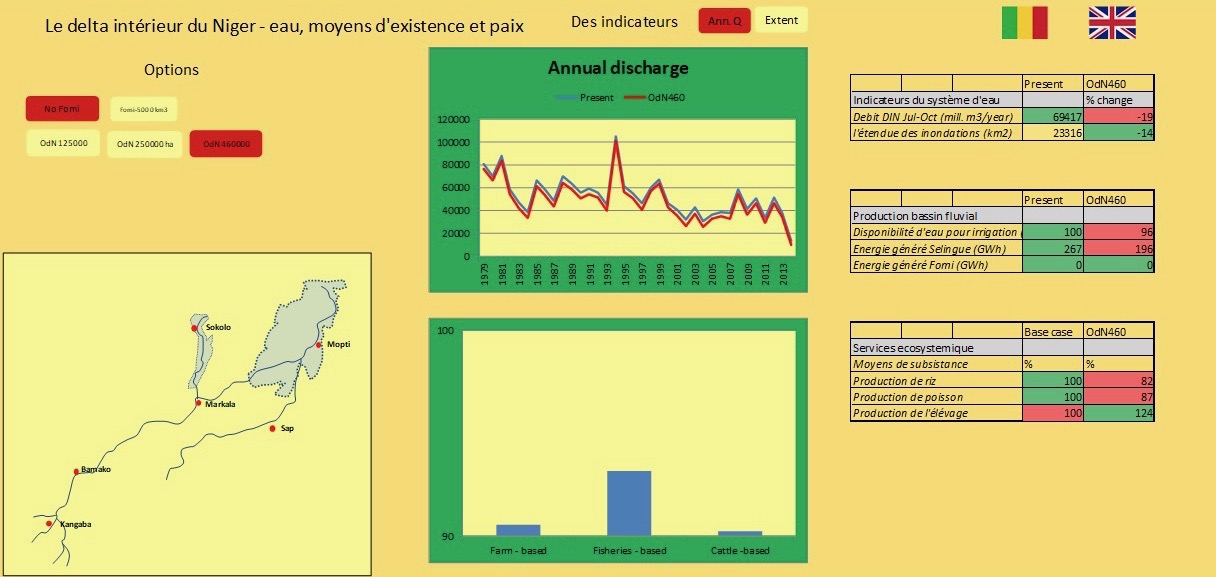 Le delta intérieur du Niger - eau, moyens d'existence et paix
Des indicateurs
Ann. Q
Extent
Options
No Fomi
OdN 125000
OdN 250000 ha
OdN 460000
Sokolo
Mopti
Markala
Sap
Bamako
Kangaba
Annual discharge
Present
OdN460
120000
100000
80000
60000
40000
20000
0
1979
1981
1983
1985
1987
1989
1991
1993
1995
1997
1999
2001
2003
2005
2007
2009
2011
2013
100
90
Farm - based
Fisheries - based
Cattle -based
Present OdN460
Indicateurs du système d'eau % change
Debit DIN Jul-Oct (mill. m3/year) 69417 -19
l'étendue des inondations (km2) 23316 -14
Present OdN460
Production bassin fluvial
Disponibilité d'eau pour irrigation ( 100 96
Energie généré Selingue (GWh) 267 196
Energie généré Fomi (GWh) 0 0
Base case OdN460
Services ecosystemique
Moyens de subsistance % %
Production de riz 100 82
Production de poisson 100 87
Production de l'élévage 100 124